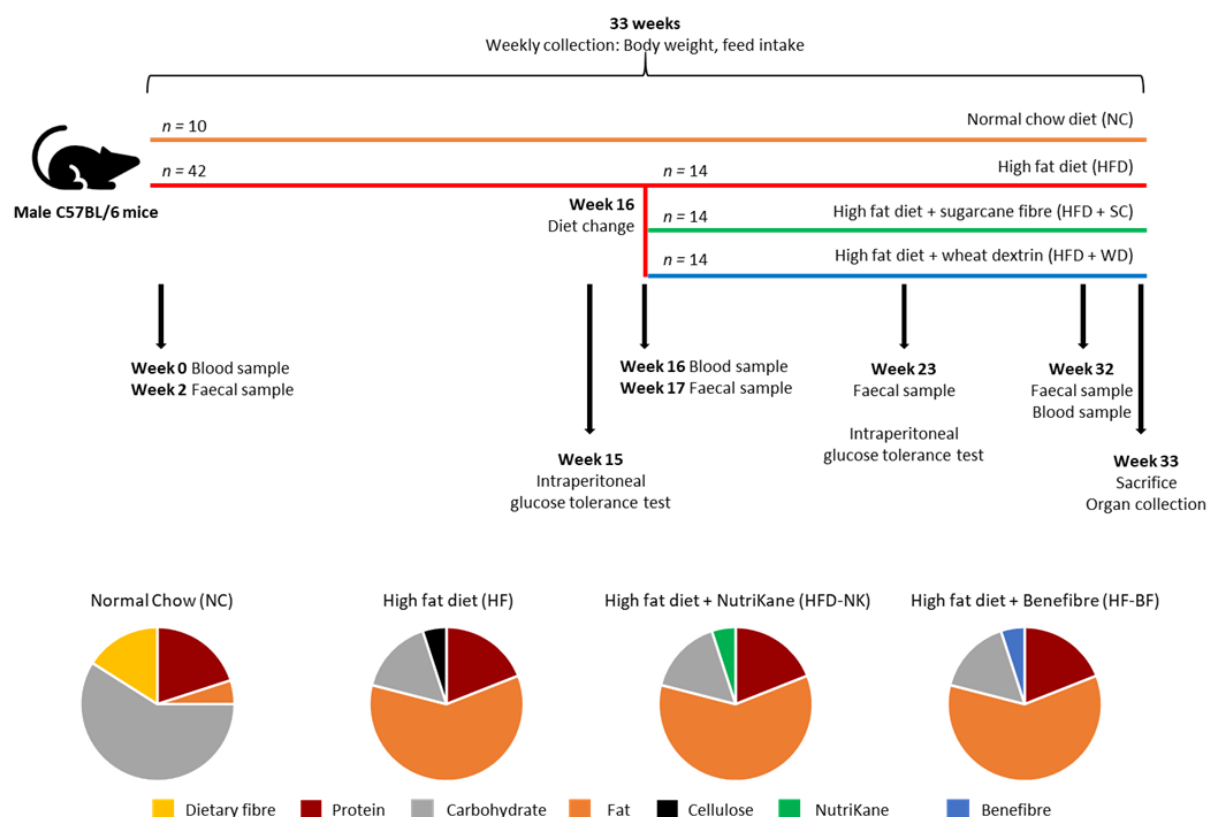 33 weeks
Weekly collection: Body weight, feed intake
n = 10
Normal chow diet (NC)
n = 42
n = 14
High fat diet (HFD)
Male C57BL/6 mice
Week 16
Diet change
n = 14
High fat diet + sugarcane fibre (HFD + SC)
n = 14
High fat diet + wheat dextrin (HFD + WD)
Week 0 Blood sample
Week 2 Faecal sample
Week 15
Intraperitoneal
glucose tolerance test
Week 16 Blood sample
Week 17 Faecal sample
Week 23
Faecal sample
Intraperitoneal
glucose tolerance test
Week 32
Faecal sample
Blood sample
Week 33
Sacrifice
Organ collection
Normal Chow (NC)
High fat diet (HF)
High fat diet + NutriKane (HFD-NK)
High fat diet + Benefibre (HF-BF)
Dietary fibre
Protein
Carbohydrate
Fat
Cellulose
NutriKane
Benefibre